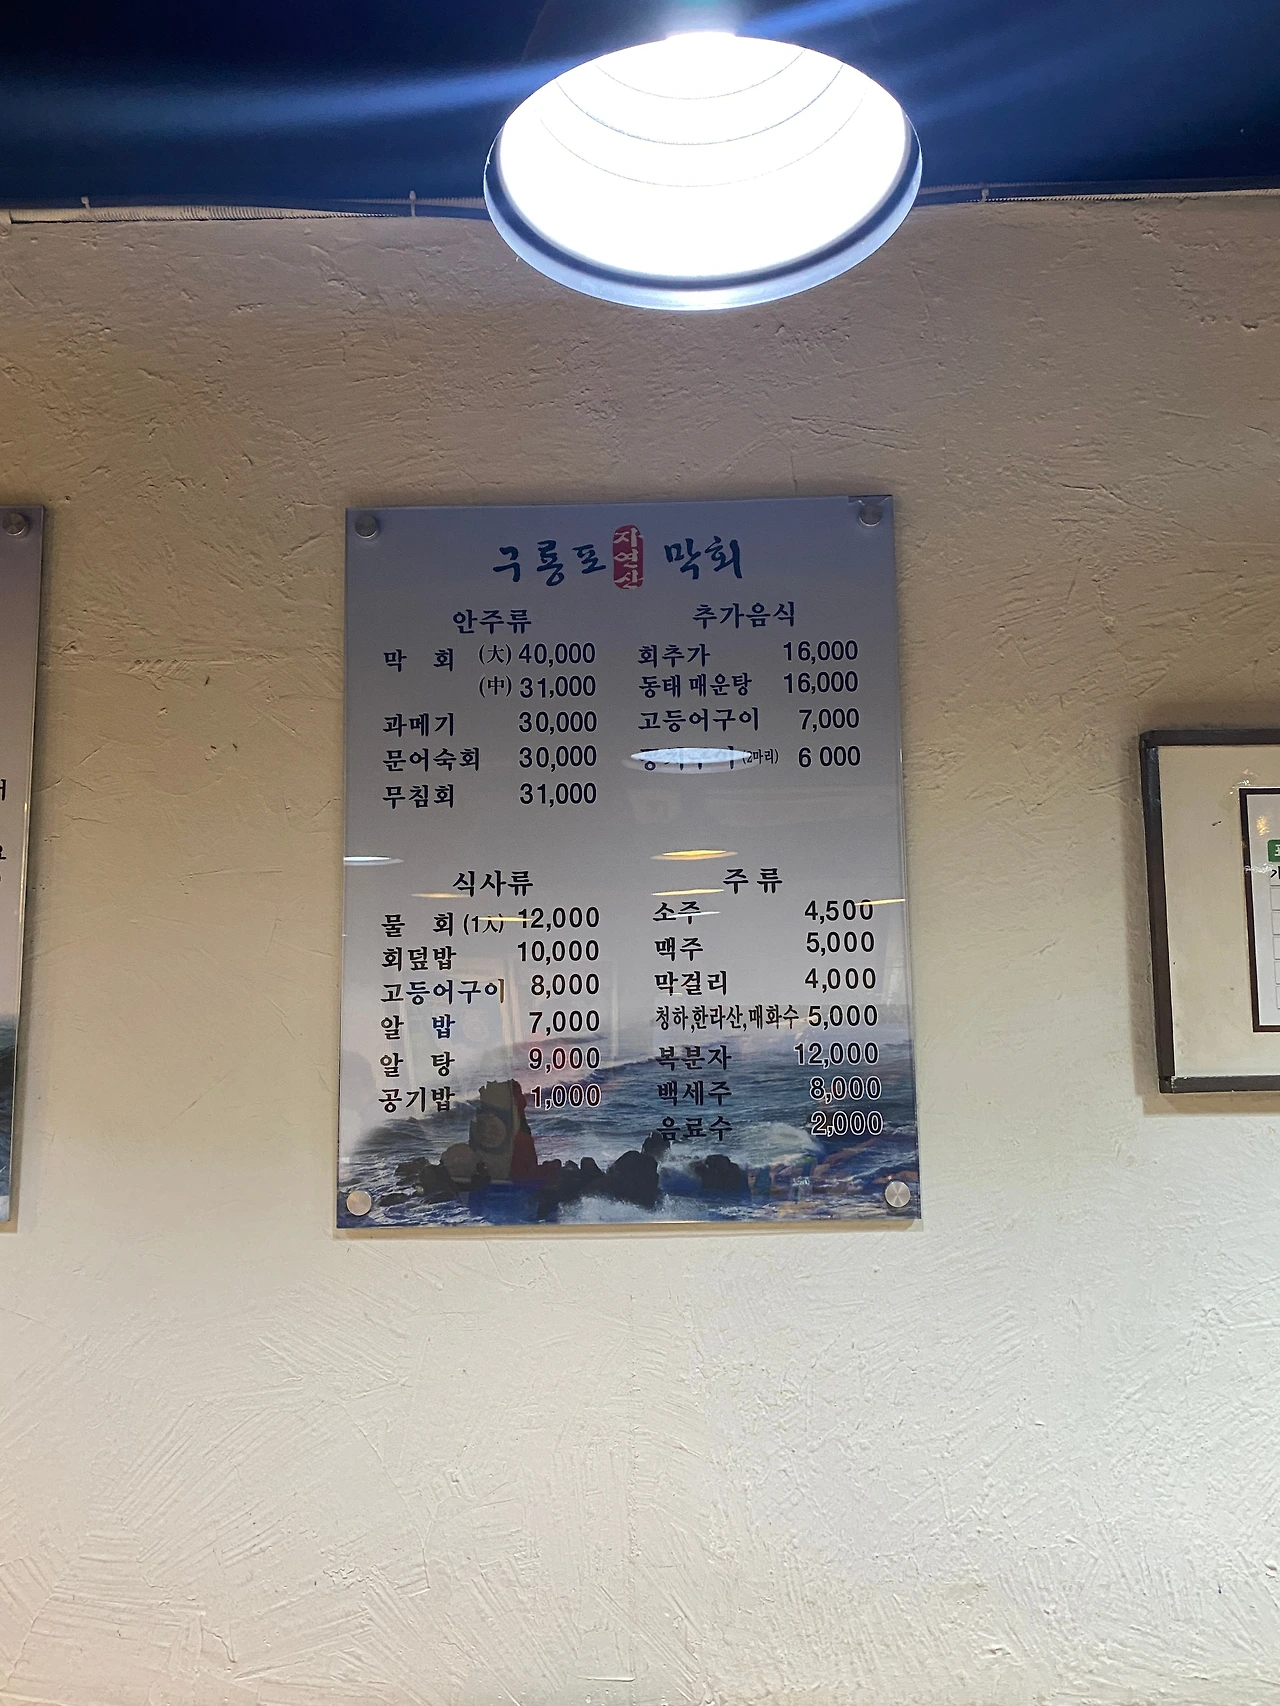 구룡포 자연산 막회
안주류
막 회 (大) 40,000
(中) 31,000
과메기 30,000
문어숙회 30,000
무침회 31,000
추가음식
회추가 16,000
동태 매운탕 16,000
고등어구이 7,000
(2마리) 6 000
식사류
물 회 (1人) 12,000
회덮밥 10,000
고등어구이 8,000
알 밥 7,000
알 탕 9,000
공기밥 1,000
주 류
소주 4,500
맥주 5,000
막걸리 4,000
청하,한라산,매화수 5,000
복분자 12,000
백세주 8,000
음료수 2,000